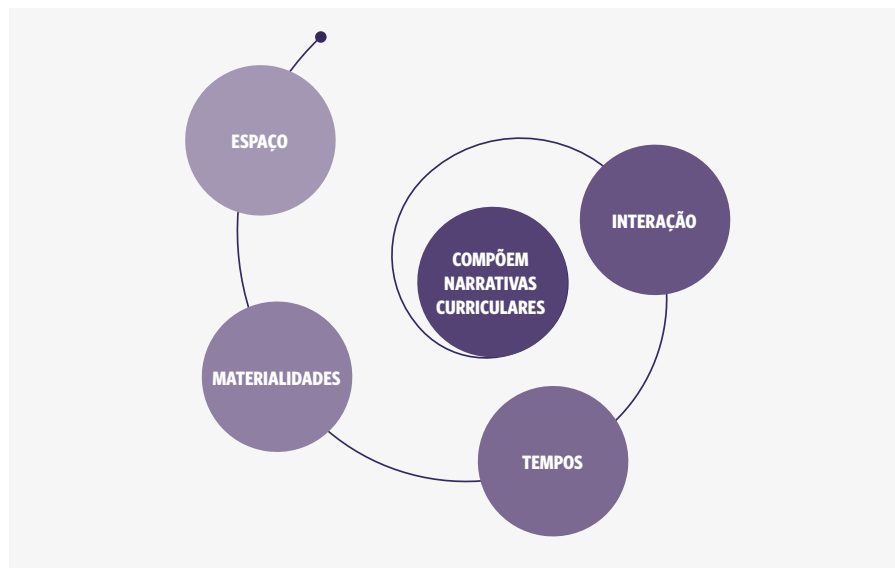 ESPAÇO
MATERIALIDADES
TEMPOS
INTERAÇÃO
COMPÕEM
NARRATIVAS
CURRICULARES